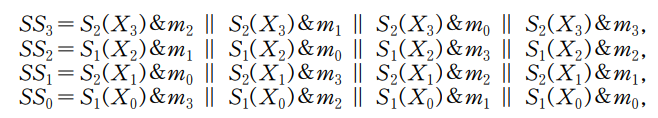 SS₃ = S₂(X₃)&m₂ ‖ S₂(X₃)&m₁ ‖ S₂(X₃)&m₀ ‖ S₂(X₃)&m₃,
SS₂ = S₁(X₂)&m₁ ‖ S₁(X₂)&m₀ ‖ S₁(X₂)&m₃ ‖ S₁(X₂)&m₂,
SS₁ = S₂(X₁)&m₀ ‖ S₂(X₁)&m₃ ‖ S₂(X₁)&m₂ ‖ S₂(X₁)&m₁,
SS₀ = S₁(X₀)&m₃ ‖ S₁(X₀)&m₂ ‖ S₁(X₀)&m₁ ‖ S₁(X₀)&m₀,